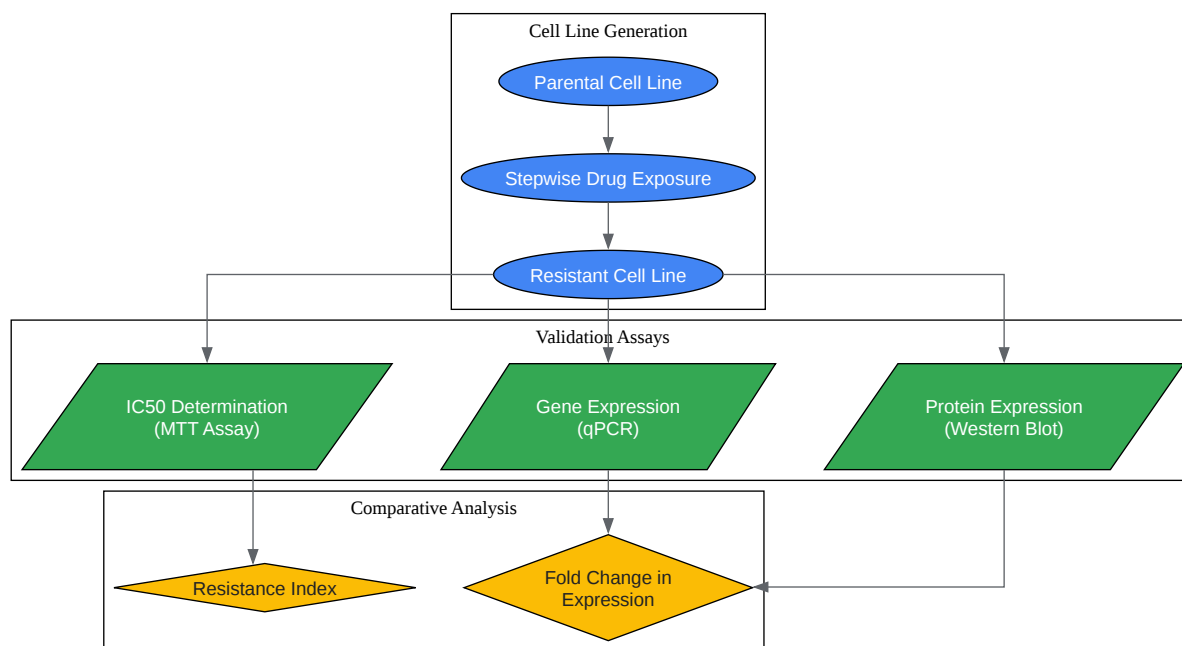 Cell Line Generation
Parental Cell Line
Stepwise Drug Exposure
Resistant Cell Line
Validation Assays
IC50 Determination
(MTT Assay)
Gene Expression
(qPCR)
Protein Expression
(Western Blot)
Comparative Analysis
Resistance Index
Fold Change in
Expression